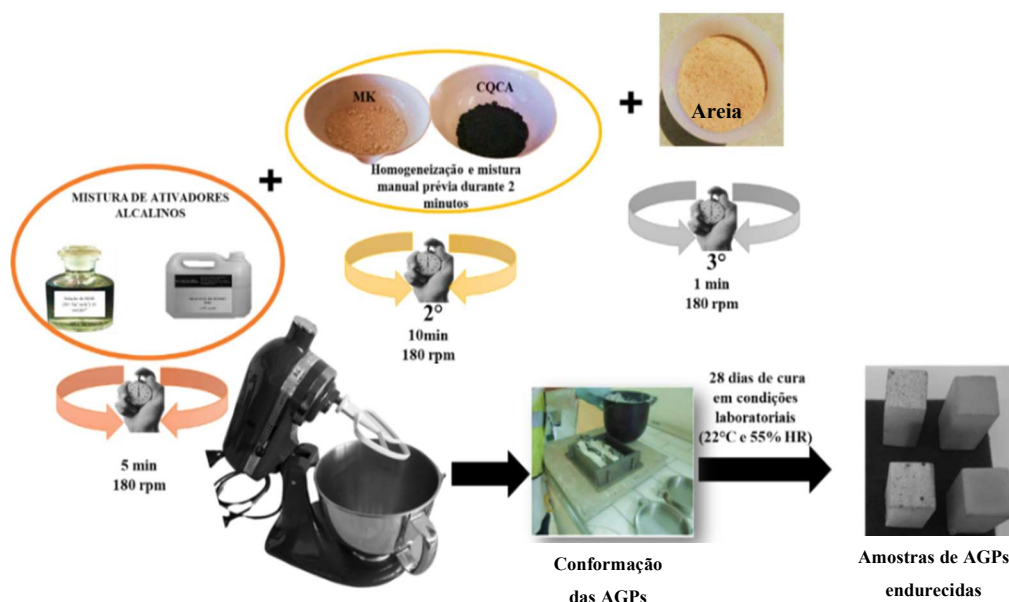 MISTURA DE ATIVADORES
ALCALINOS
5 min
180 rpm
+
MK
CQCA
Homogeneização e mistura
manual prévia durante 2
minutos
2°
10min
180 rpm
+
Areia
3°
1 min
180 rpm
Conformação
das AGPs
28 dias de cura
em condições
laboratoriais
(22°C e 55% HR)
Amostras de AGPs
endurecidas